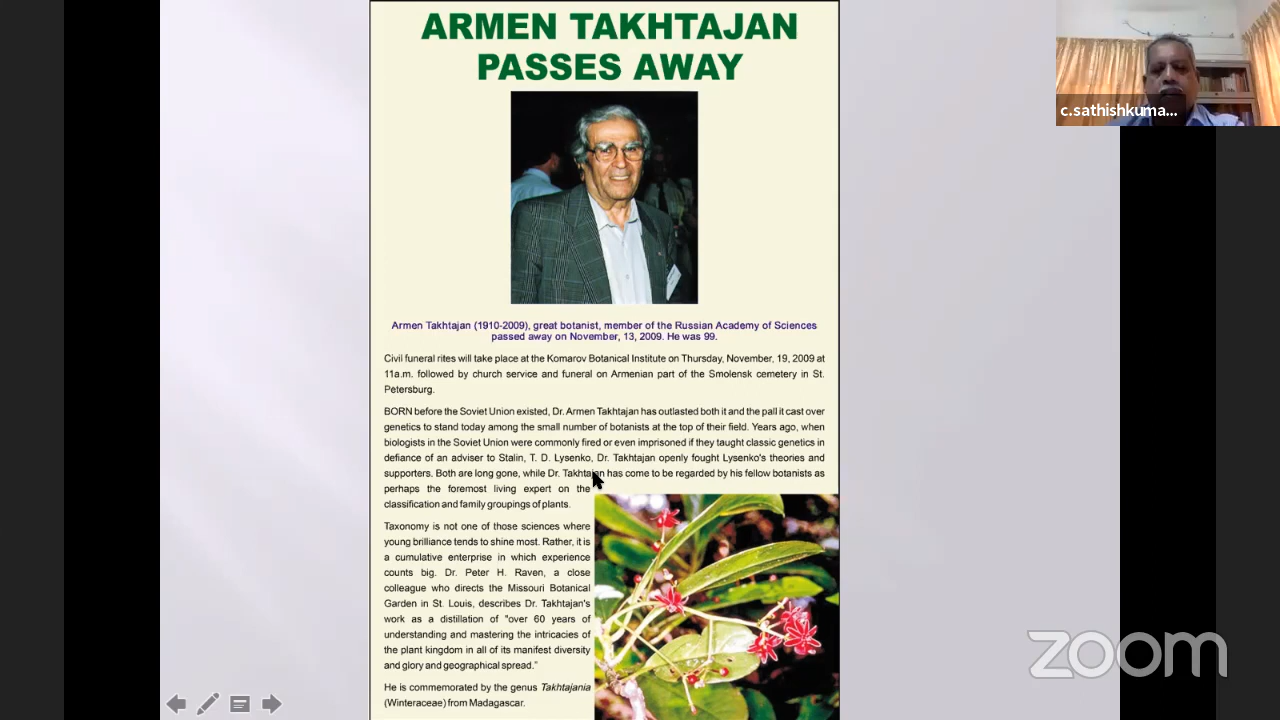 ARMEN TAKHTAJAN
PASSES AWAY
c.sathishkuma...
Armen Takhtajan (1910-2009), great botanist, member of the Russian Academy of Sciences
passed away on November, 13, 2009. He was 99.
Civil funeral rites will take place at the Komarov Botanical Institute on Thursday, November, 19, 2009 at
11a.m. followed by church service and funeral on Armenian part of the Smolensk cemetery in St.
Petersburg.
BORN before the Soviet Union existed, Dr. Armen Takhtajan has outlasted both it and the pall it cast over
genetics to stand today among the small number of botanists at the top of their field. Years ago, when
biologists in the Soviet Union were commonly fired or even imprisoned if they taught classic genetics in
defiance of an adviser to Stalin, T. D. Lysenko, Dr. Takhtajan openly fought Lysenko's theories and
supporters. Both are long gone, while Dr. Takhtajan has come to be regarded by his fellow botanists as
perhaps the foremost living expert on the
classification and family groupings of plants.
Taxonomy is not one of those sciences where
young brilliance tends to shine most. Rather, it is
a cumulative enterprise in which experience
counts big. Dr. Peter H. Raven, a close
colleague who directs the Missouri Botanical
Garden in St. Louis, describes Dr. Takhtajan's
work as a distillation of "over 60 years of
understanding and mastering the intricacies of
the plant kingdom in all of its manifest diversity
and glory and geographical spread."
He is commemorated by the genus Takhtajania
(Winteraceae) from Madagascar.
zoom